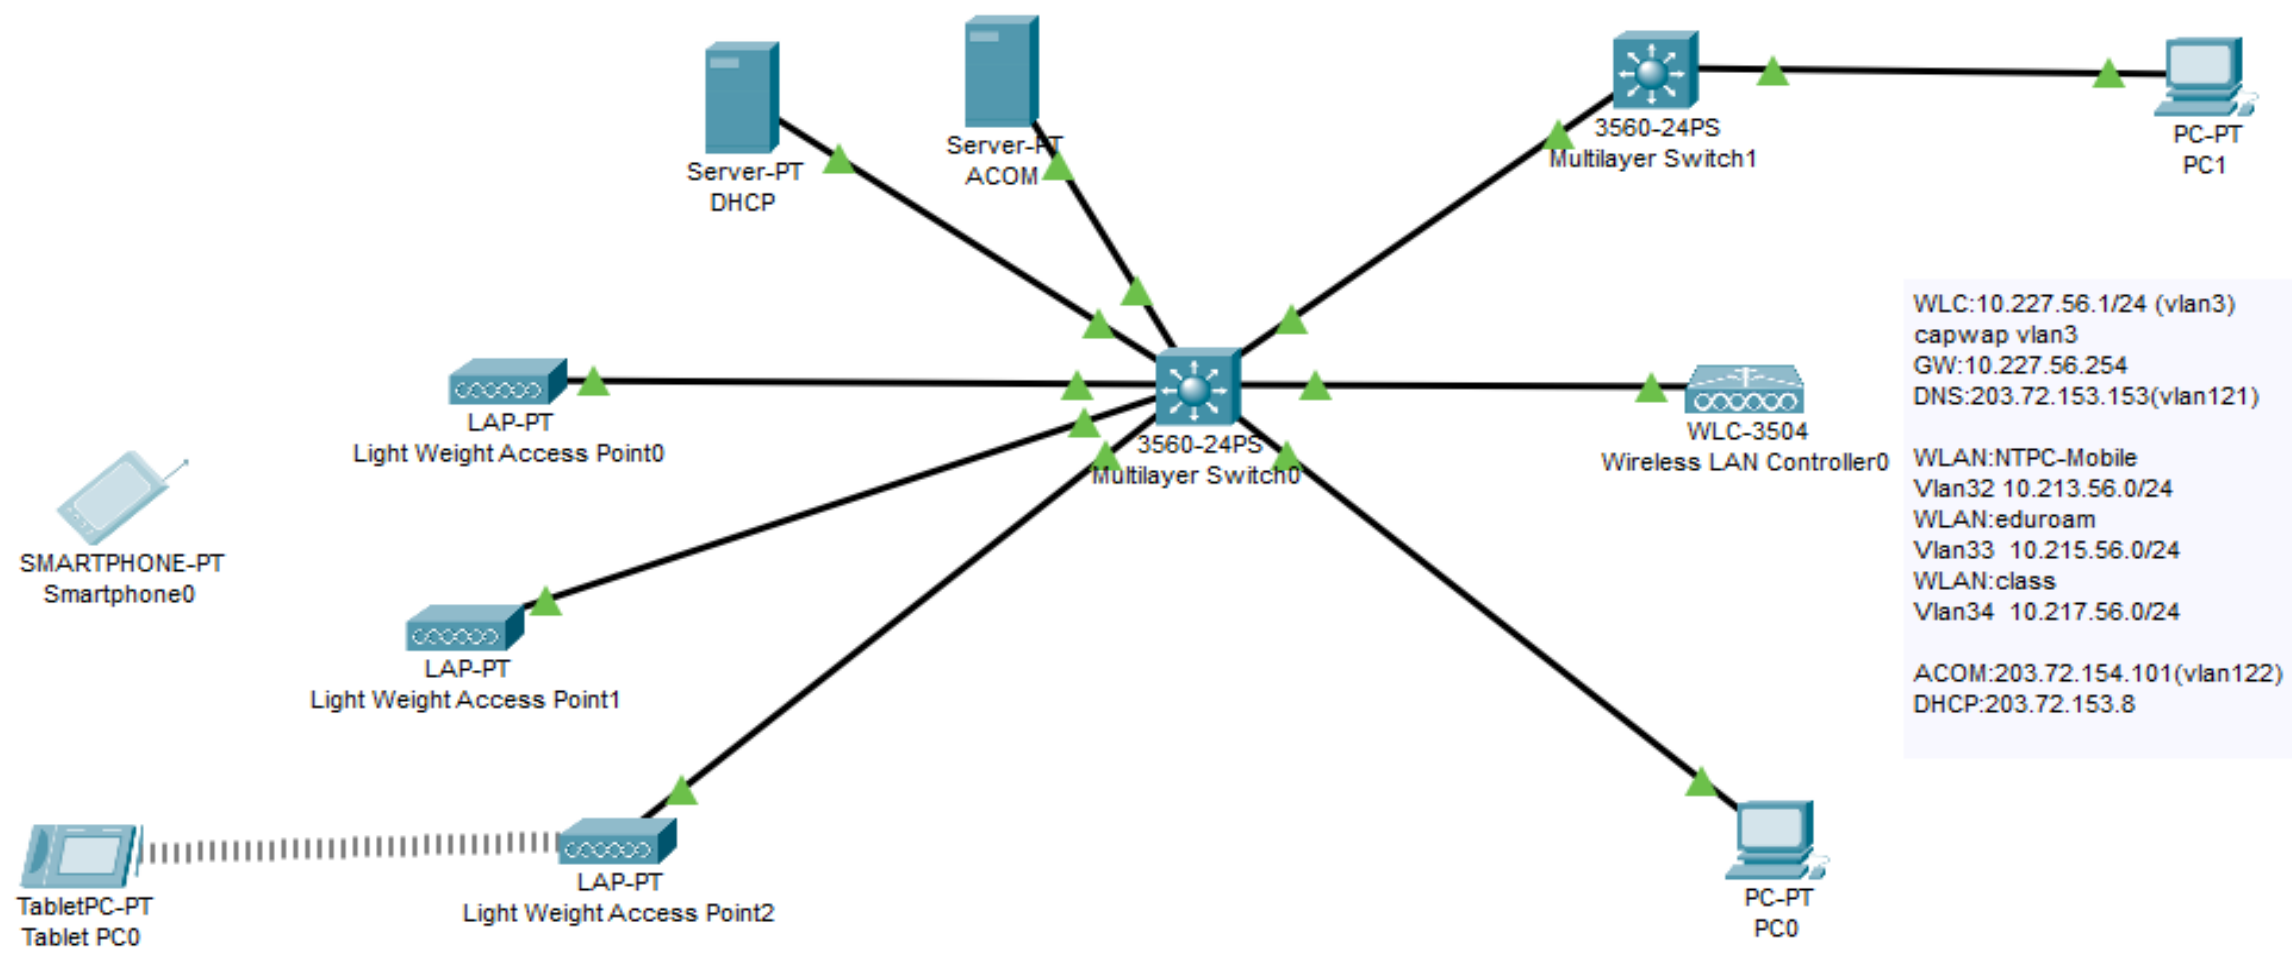 Server-PT
DHCP
Server-PT
ACOM
3560-24PS
Multilayer Switch1
PC-PT
PC1
LAP-PT
Light Weight Access Point0
3560-24PS
Multilayer Switch0
WLC-3504
Wireless LAN Controller0
WLC:10.227.56.1/24 (vlan3)
capwap vlan3
GW:10.227.56.254
DNS:203.72.153.153(vlan121)
WLAN:NTPC-Mobile
Vlan32 10.213.56.0/24
WLAN:eduroam
Vlan33  10.215.56.0/24
WLAN:class
Vlan34  10.217.56.0/24
ACOM:203.72.154.101(vlan122)
DHCP:203.72.153.8
SMARTPHONE-PT
Smartphone0
LAP-PT
Light Weight Access Point1
TabletPC-PT
Tablet PC0
LAP-PT
Light Weight Access Point2
PC-PT
PC0